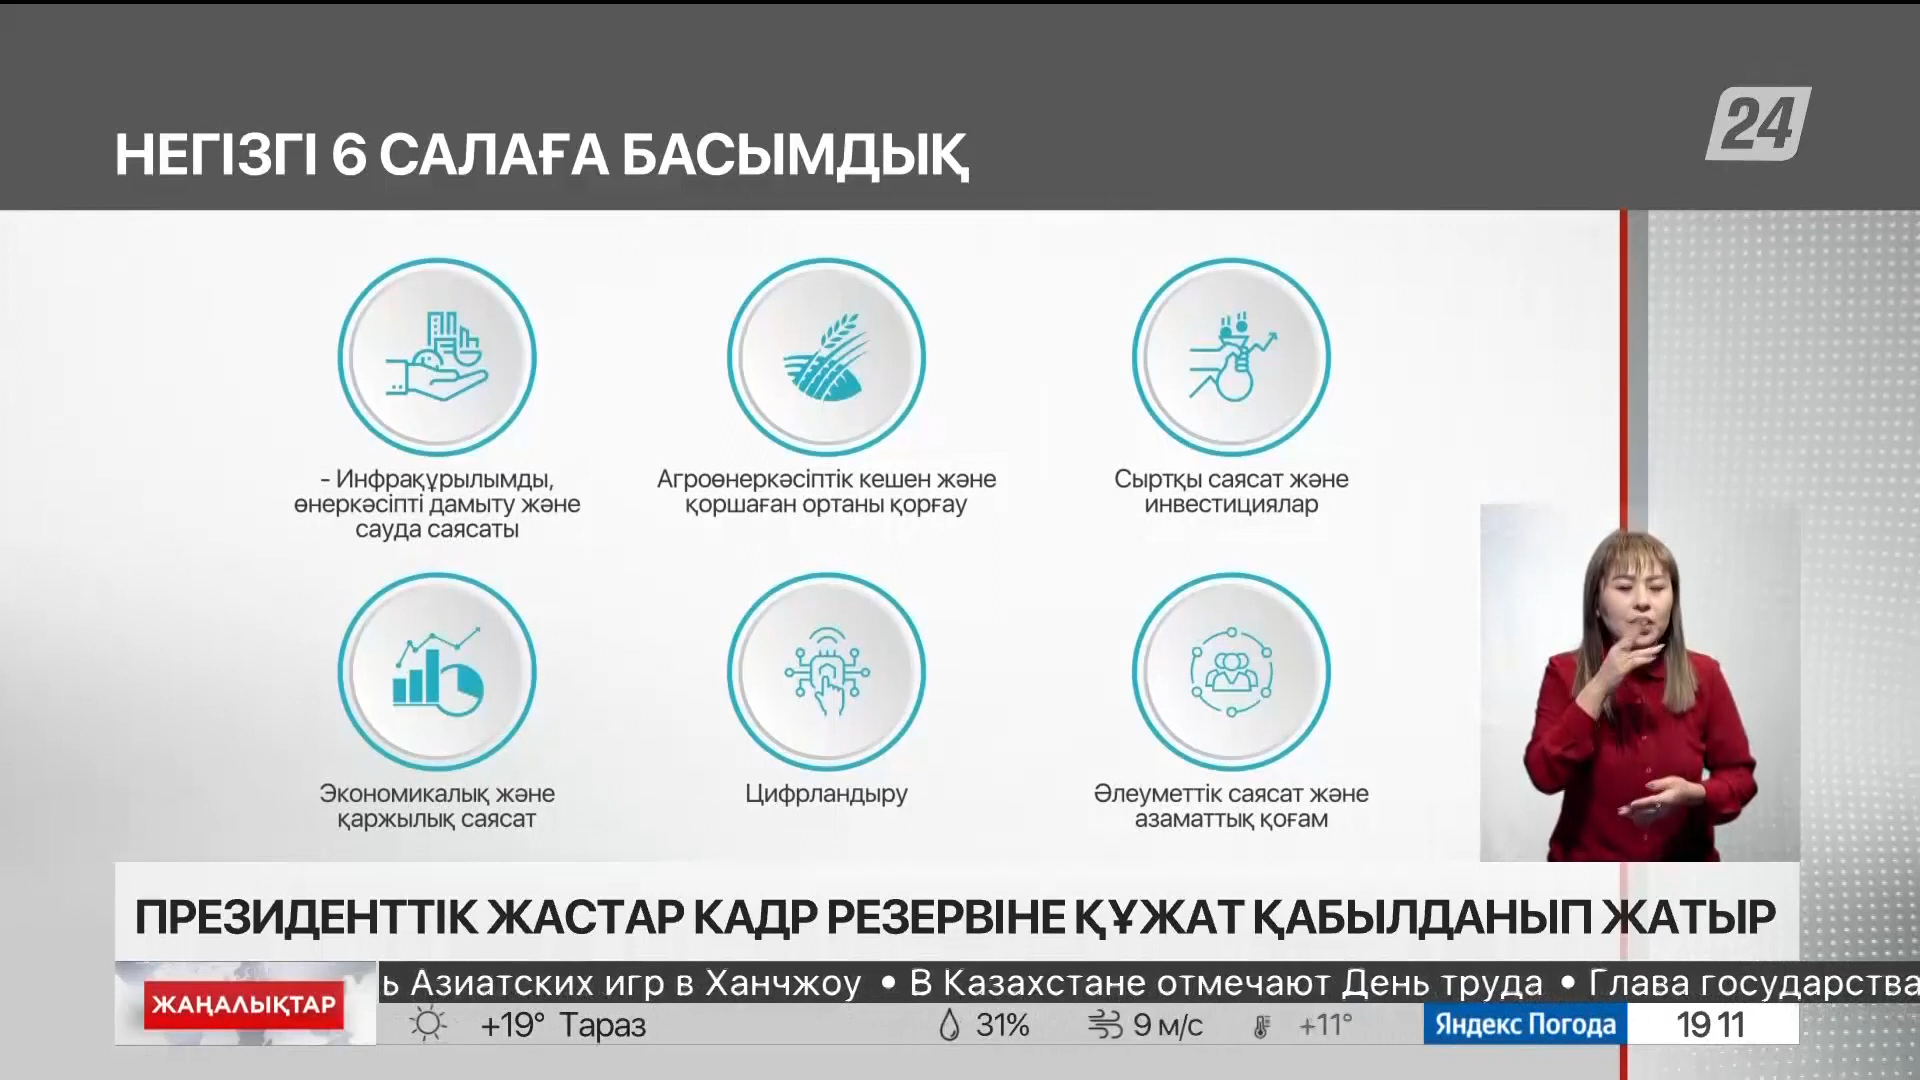 24
НЕГІЗГІ 6 САЛАҒА БАСЫМДЫҚ
- Инфрақұрылымды,
өнеркәсіпті дамыту және
сауда саясаты
Агроөнеркәсіптік кешен және
қоршаған ортаны қорғау
Сыртқы саясат және
инвестициялар
Экономикалық және
қаржылық саясат
Цифрландыру
Әлеуметтік саясат және
азаматтық қоғам
ПРЕЗИДЕНТТІК ЖАСТАР КАДР РЕЗЕРВІНЕ ҚҰЖАТ ҚАБЫЛДАНЫП ЖАТЫР
ЖАҢАЛЫҚТАР
ь Азиатских игр в Ханчжоу • В Казахстане отмечают День труда • Глава государства
+19° Тараз 31% 9 м/с +11° Яндекс Погода 19 11